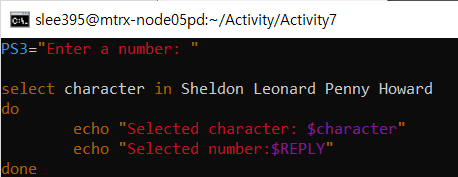 slee395@mtrx-node05pd:~/Activity/Activity7
PS3="Enter a number: "
select character in Sheldon Leonard Penny Howard
do
        echo "Selected character: $character"
        echo "Selected number:$REPLY"
done